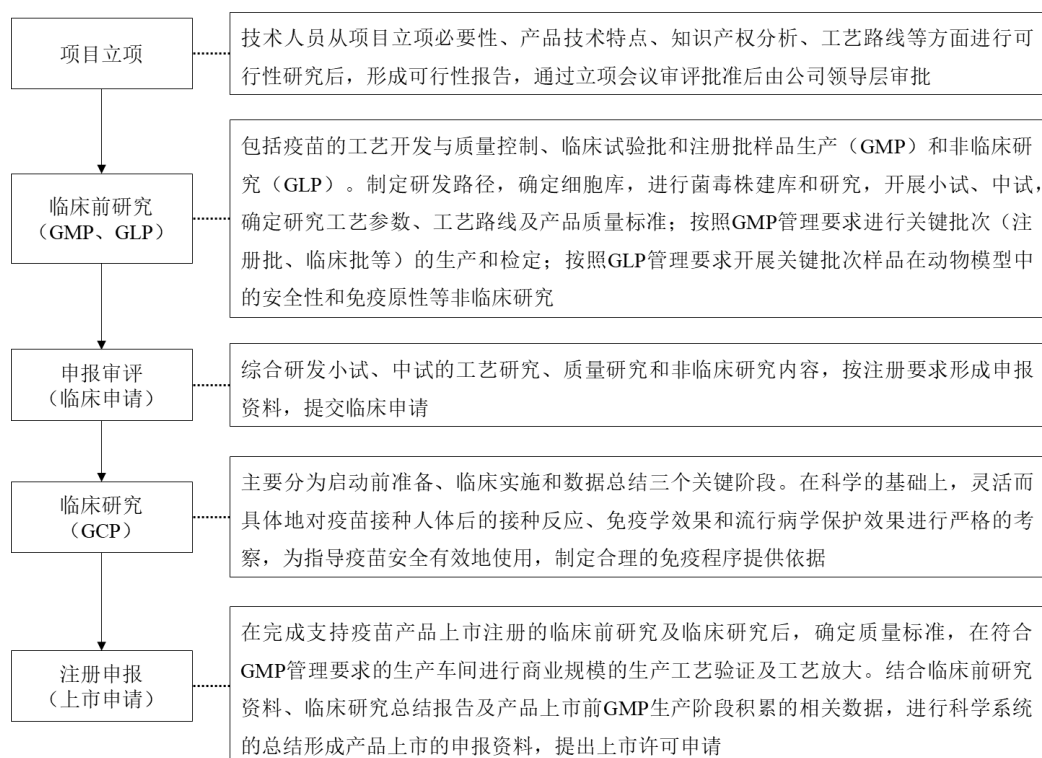 项目立项
技术人员从项目立项必要性、产品技术特点、知识产权分析、工艺路线等方面进行可
行性研究后，形成可行性报告，通过立项会议审评批准后由公司领导层审批
临床前研究
（GMP、GLP）
包括疫苗的工艺开发与质量控制、临床试验批和注册批样品生产（GMP）和非临床研
究（GLP）。制定研发路径，确定细胞库，进行菌毒株建库和研究，开展小试、中试，
确定研究工艺参数、工艺路线及产品质量标准；按照GMP管理要求进行关键批次（注
册批、临床批等）的生产和检定；按照GLP管理要求开展关键批次样品在动物模型中
的安全性和免疫原性等非临床研究
申报审评
（临床申请）
综合研发小试、中试的工艺研究、质量研究和非临床研究内容，按注册要求形成申报
资料，提交临床申请
临床研究
（GCP）
主要分为启动前准备、临床实施和数据总结三个关键阶段。在科学的基础上，灵活而
具体地对疫苗接种人体后的接种反应、免疫学效果和流行病学保护效果进行严格的考
察，为指导疫苗安全有效地使用，制定合理的免疫程序提供依据
注册申报
（上市申请）
在完成支持疫苗产品上市注册的临床前研究及临床研究后，确定质量标准，在符合
GMP管理要求的生产车间进行商业规模的生产工艺验证及工艺放大。结合临床前研究
资料、临床研究总结报告及产品上市前GMP生产阶段积累的相关数据，进行科学系统
的总结形成产品上市的申报资料，提出上市许可申请